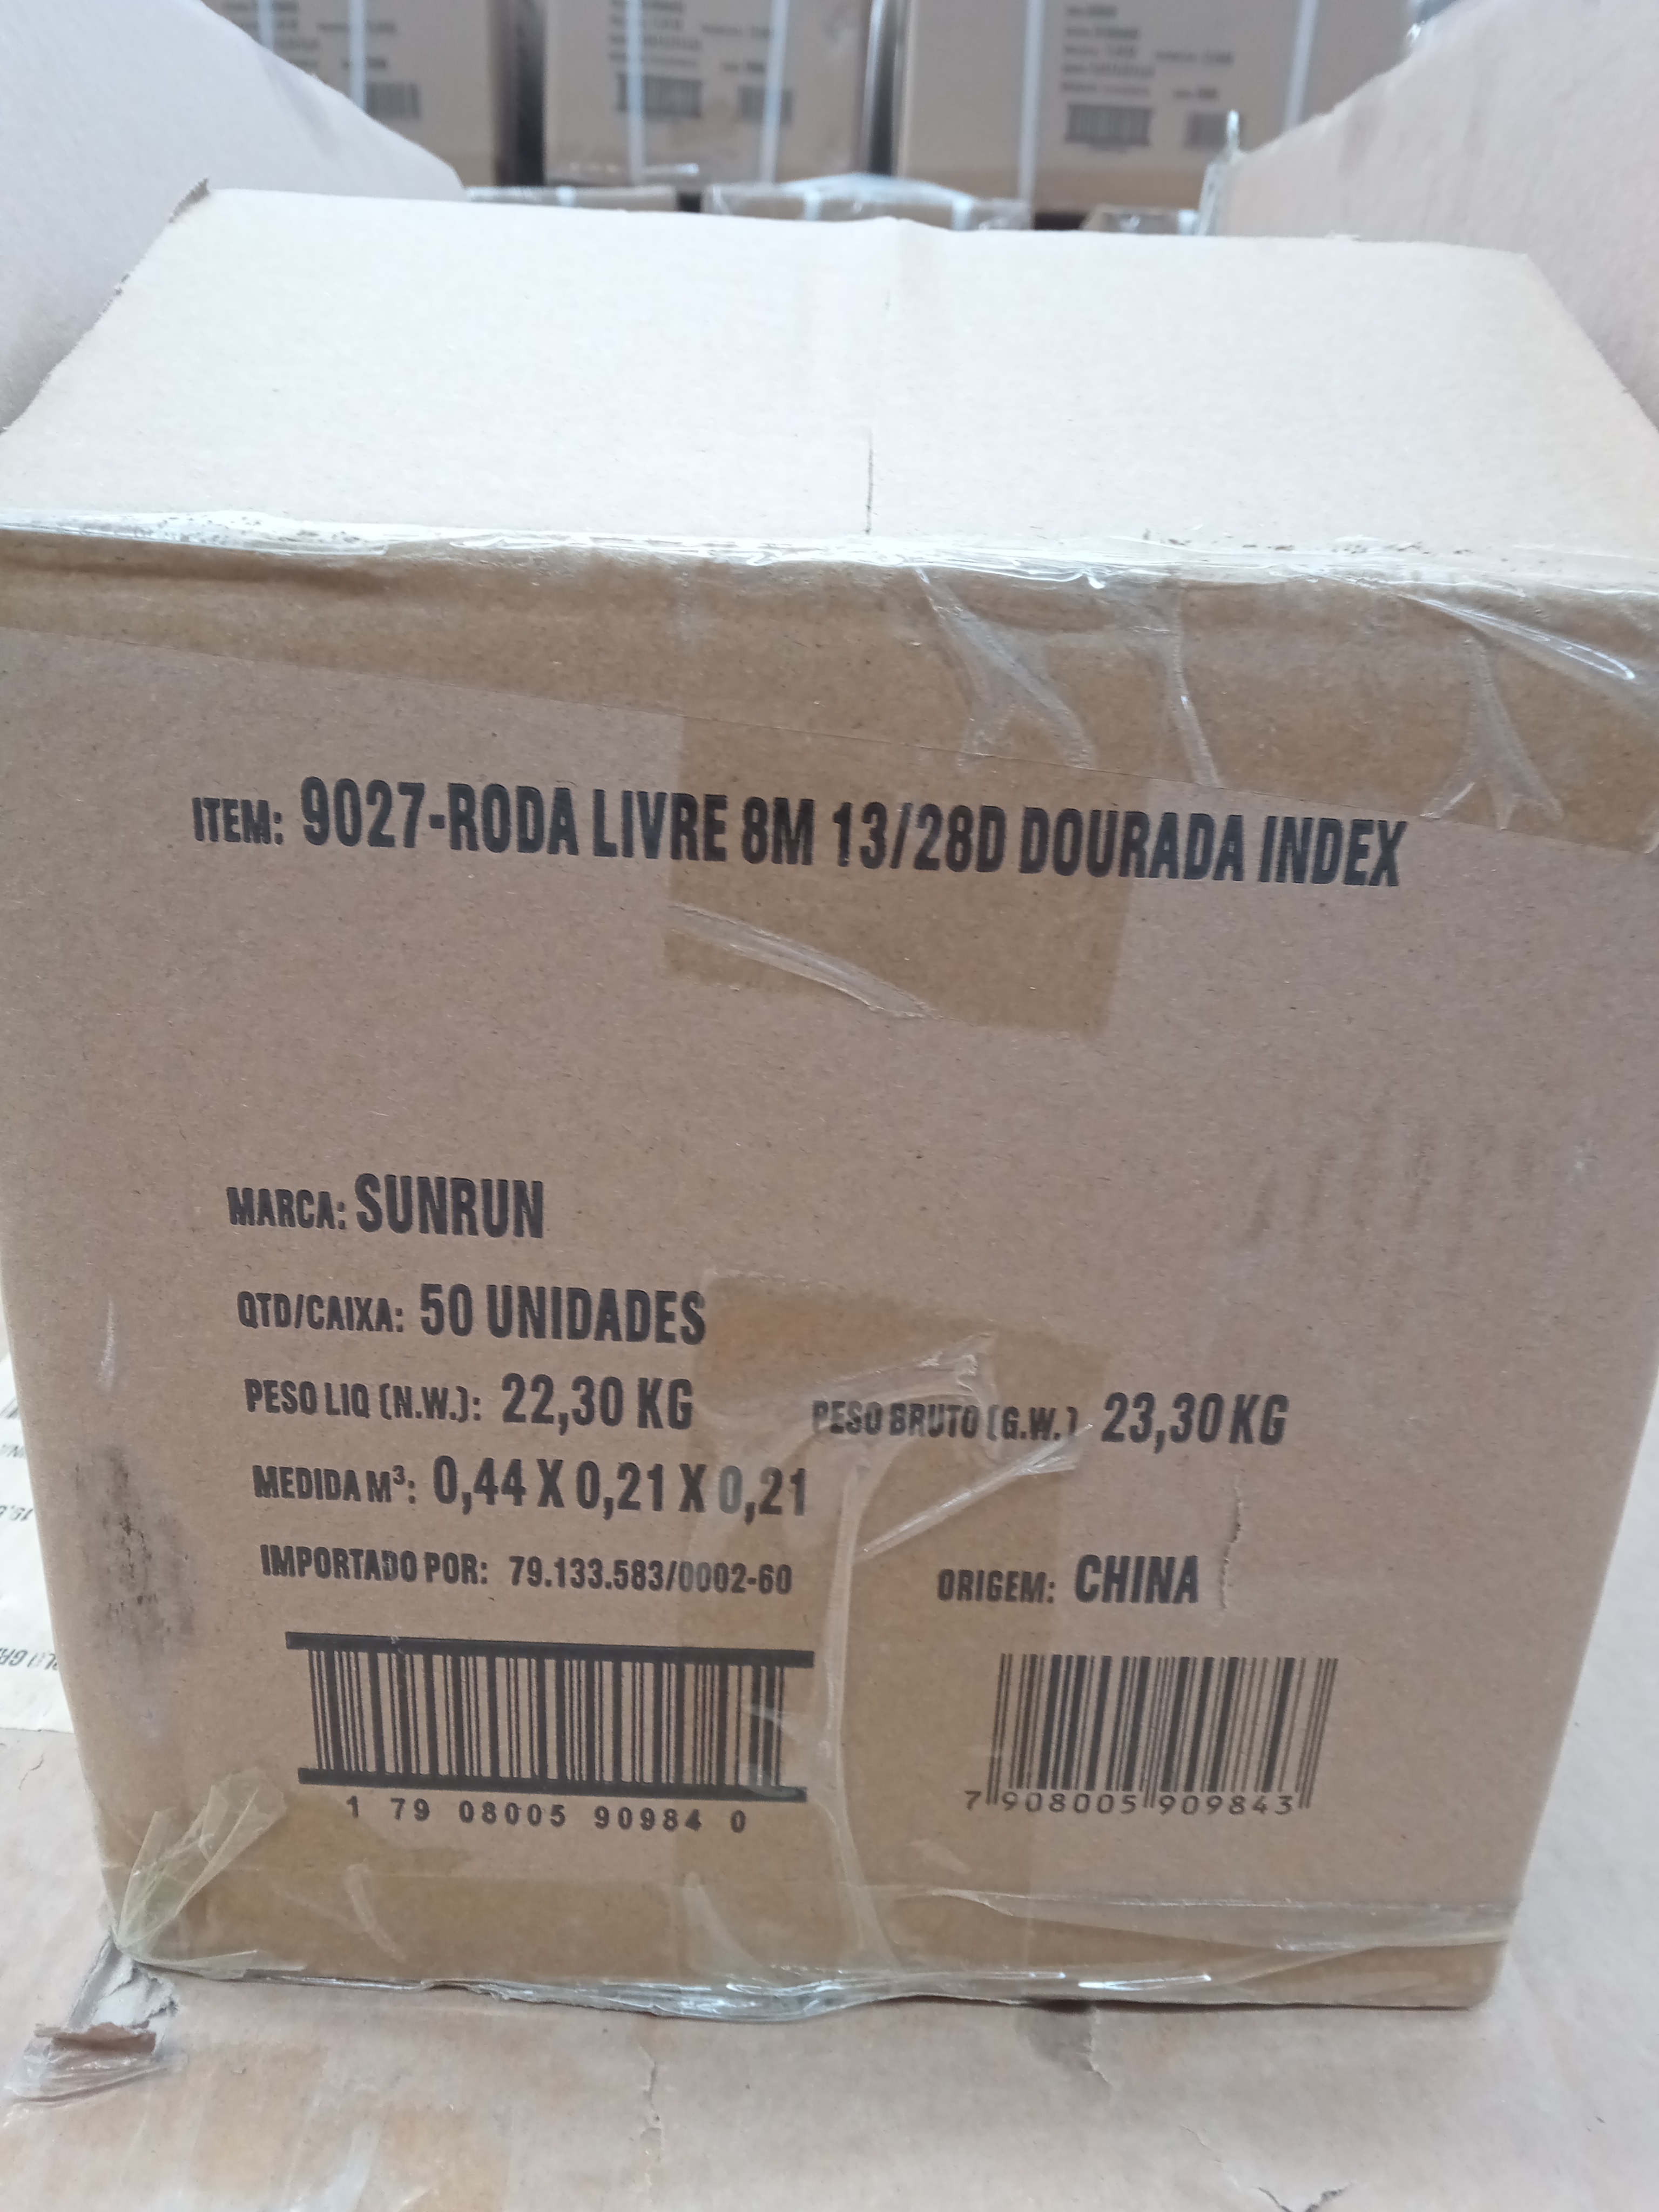 ITEM: 9027-RODA LIVRE 8M 13/28D DOURADA INDEX
MARCA: SUNRUN
QTD/CAIXA: 50 UNIDADES
PESO LIQ (N.W.): 22,30 KG PESO BRUTO (G.W.) 23,30 KG
MEDIDA M³: 0,44 X 0,21 X 0,21
IMPORTADO POR: 79.133.583/0002-60 ORIGEM: CHINA
1 79 08005 90984 0
7 908005 909843